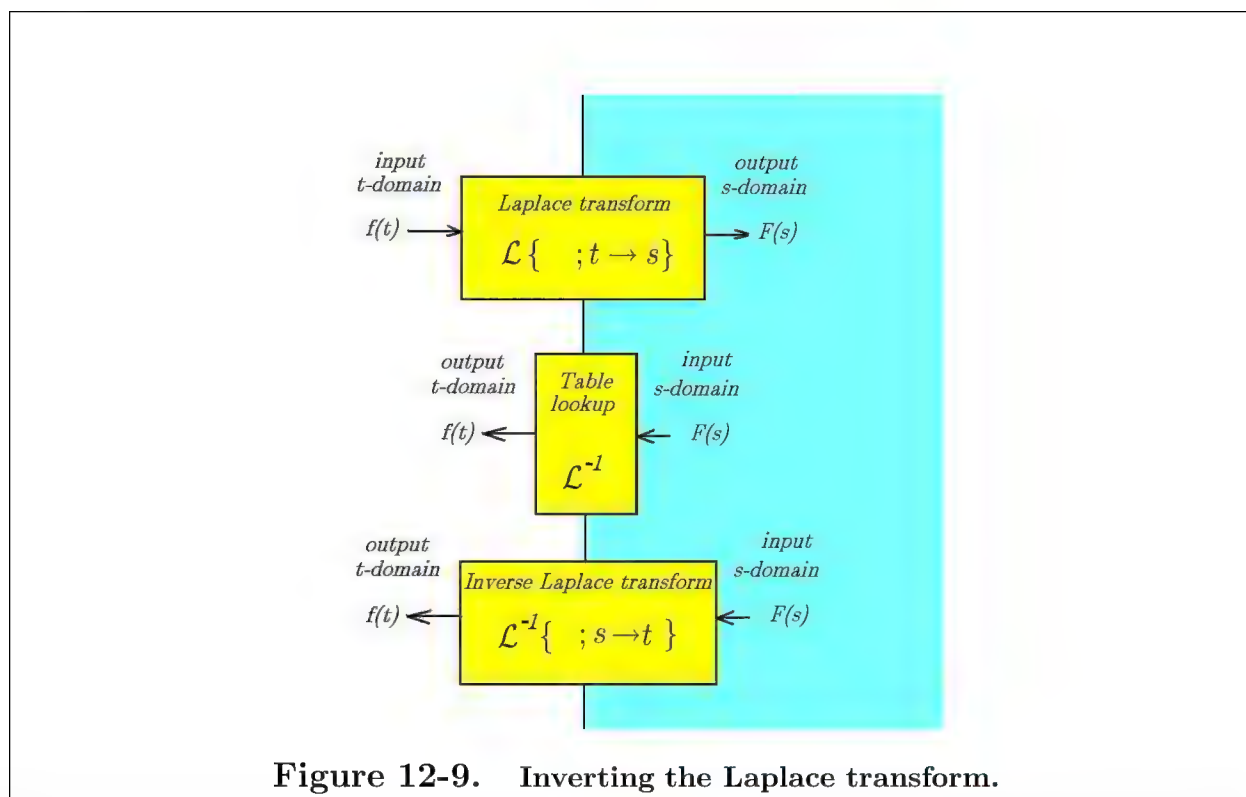 input
t-domain
f(t)
Laplace transform
ℒ{ ; t → s}
output
s-domain
F(s)
output
t-domain
f(t)
Table
lookup
ℒ⁻¹
input
s-domain
F(s)
output
t-domain
f(t)
Inverse Laplace transform
ℒ⁻¹{ ; s → t }
input
s-domain
F(s)
Figure 12-9. Inverting the Laplace transform.